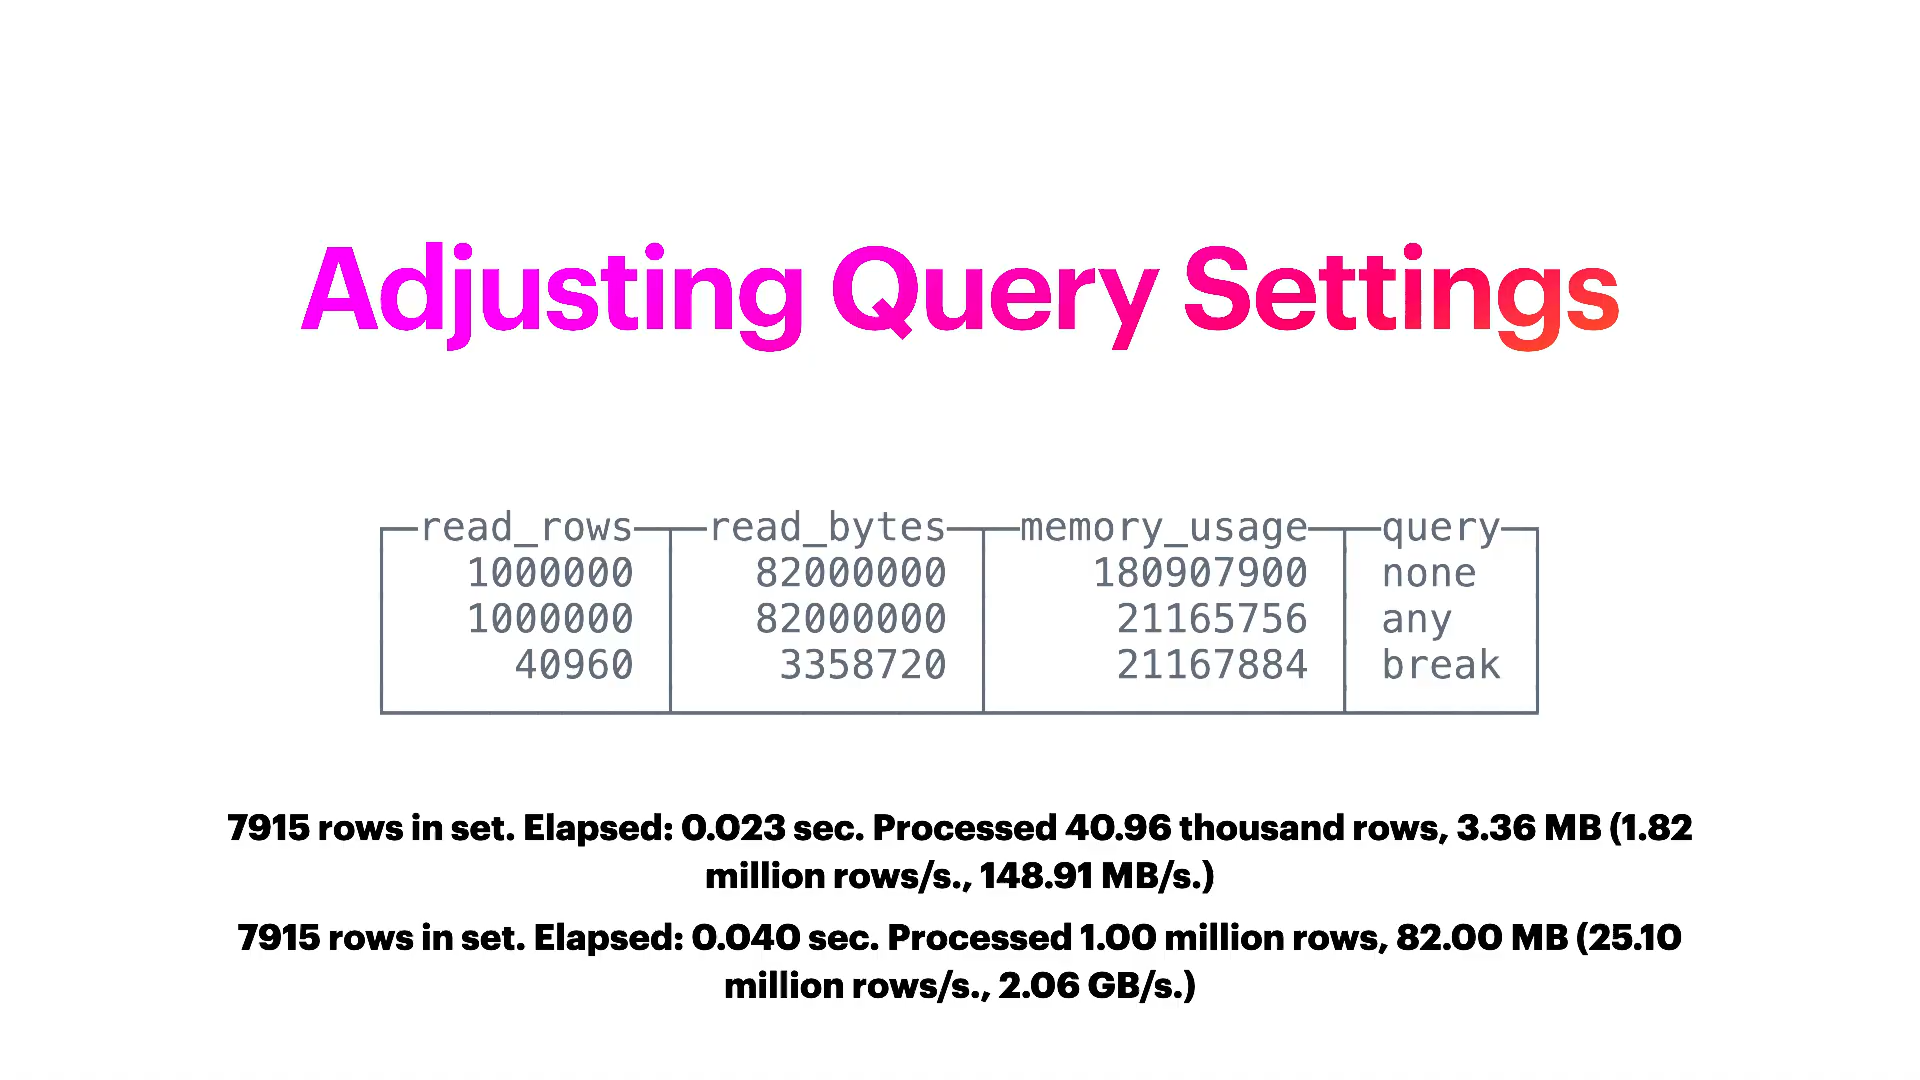 Adjusting Query Settings
read_rows read_bytes memory_usage query
1000000 82000000 180907900 none
1000000 82000000 21165756 any
40960 3358720 21167884 break
7915 rows in set. Elapsed: 0.023 sec. Processed 40.96 thousand rows, 3.36 MB (1.82
million rows/s., 148.91 MB/s.)
7915 rows in set. Elapsed: 0.040 sec. Processed 1.00 million rows, 82.00 MB (25.10
million rows/s., 2.06 GB/s.)